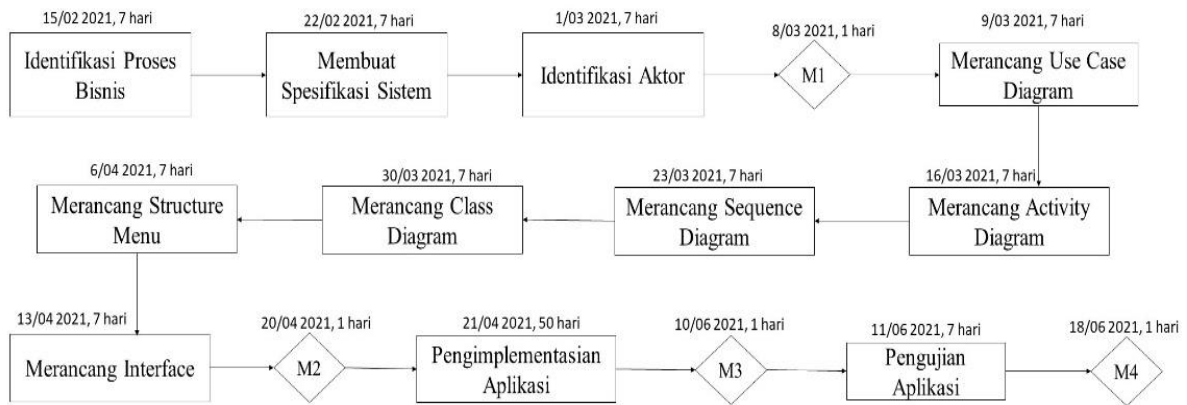 15/02 2021, 7 hari
Identifikasi Proses
Bisnis
22/02 2021, 7 hari
Membuat
Spesifikasi Sistem
1/03 2021, 7 hari
Identifikasi Aktor
8/03 2021, 1 hari
M1
9/03 2021, 7 hari
Merancang Use Case
Diagram
16/03 2021, 7 hari
Merancang Activity
Diagram
23/03 2021, 7 hari
Merancang Sequence
Diagram
30/03 2021, 7 hari
Merancang Class
Diagram
6/04 2021, 7 hari
Merancang Structure
Menu
13/04 2021, 7 hari
Merancang Interface
20/04 2021, 1 hari
M2
21/04 2021, 50 hari
Pengimplementasian
Aplikasi
10/06 2021, 1 hari
M3
11/06 2021, 7 hari
Pengujian
Aplikasi
18/06 2021, 1 hari
M4